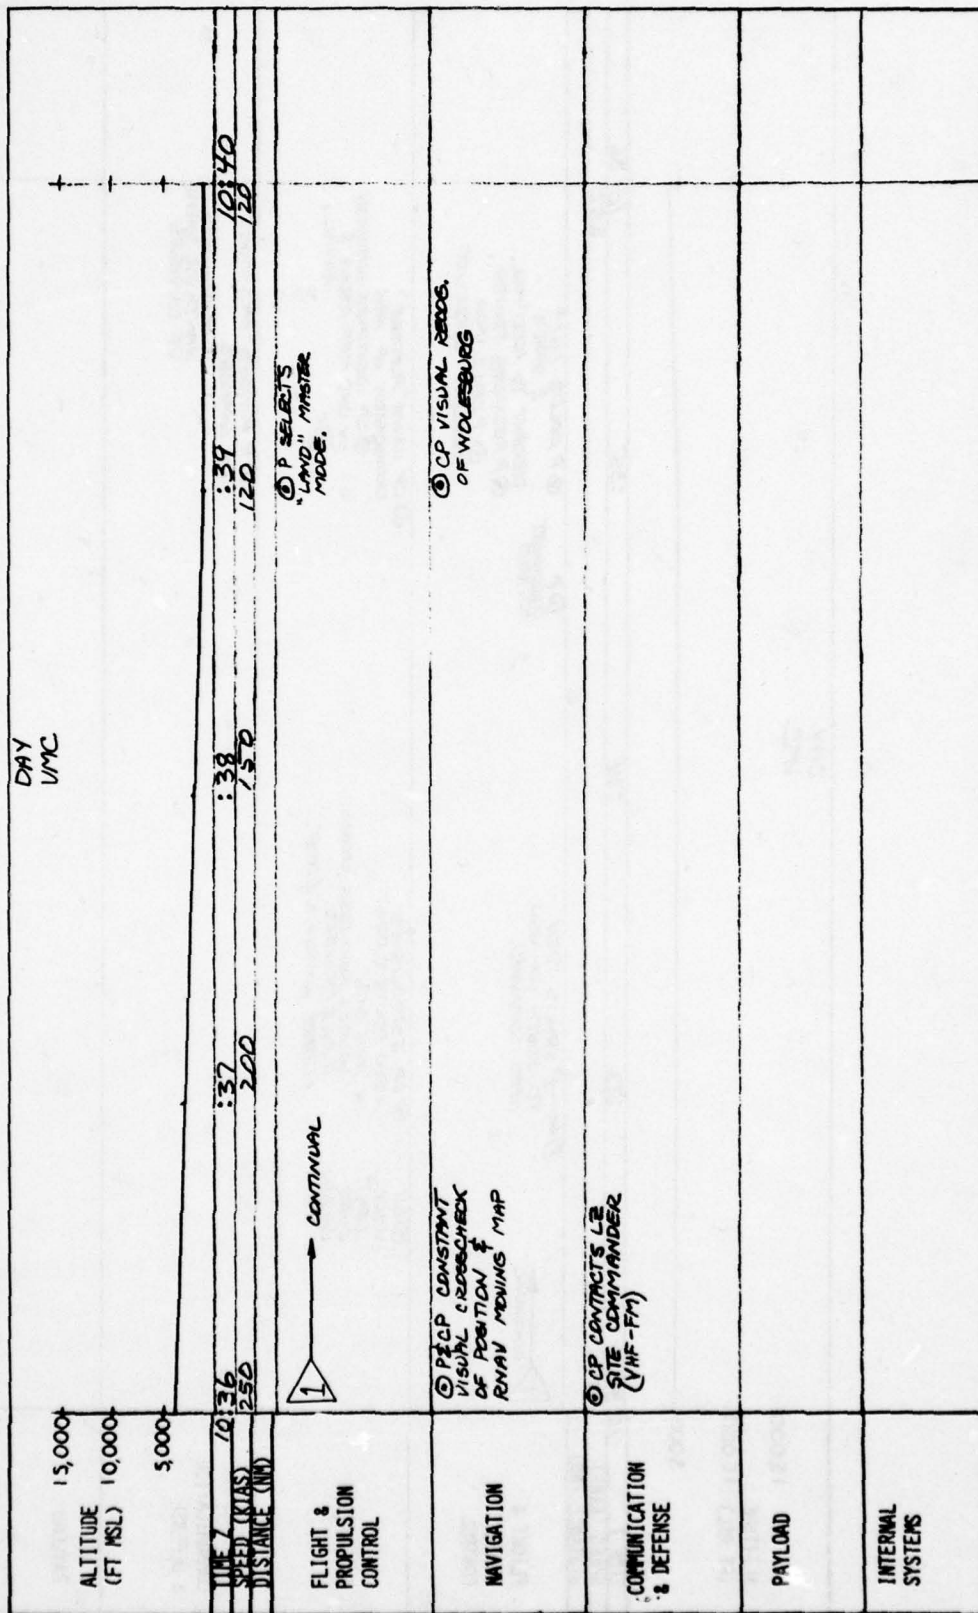 DAY
VMC
15,000
10,000
5,000
ALTITUDE
(FT MSL)
TIME Z 10:36 :37 :38 :39 10:40
SPEED (KIAS) 250 200 150 120 120
DISTANCE (NM)
FLIGHT &
PROPULSION
CONTROL
1 CONTINUAL
P SELECTS
"LAND" MASTER
MODE.
NAVIGATION
P&CP CONSTANT
VISUAL CROSSCHECK
OF POSITION &
RNAV MOVING MAP
CP VISUAL RECOG.
OF WOLESBURG
COMMUNICATION
& DEFENSE
CP CONTACTS LZ
SITE COMMANDER
(VHF-FM)
PAYLOAD
INTERNAL
SYSTEMS